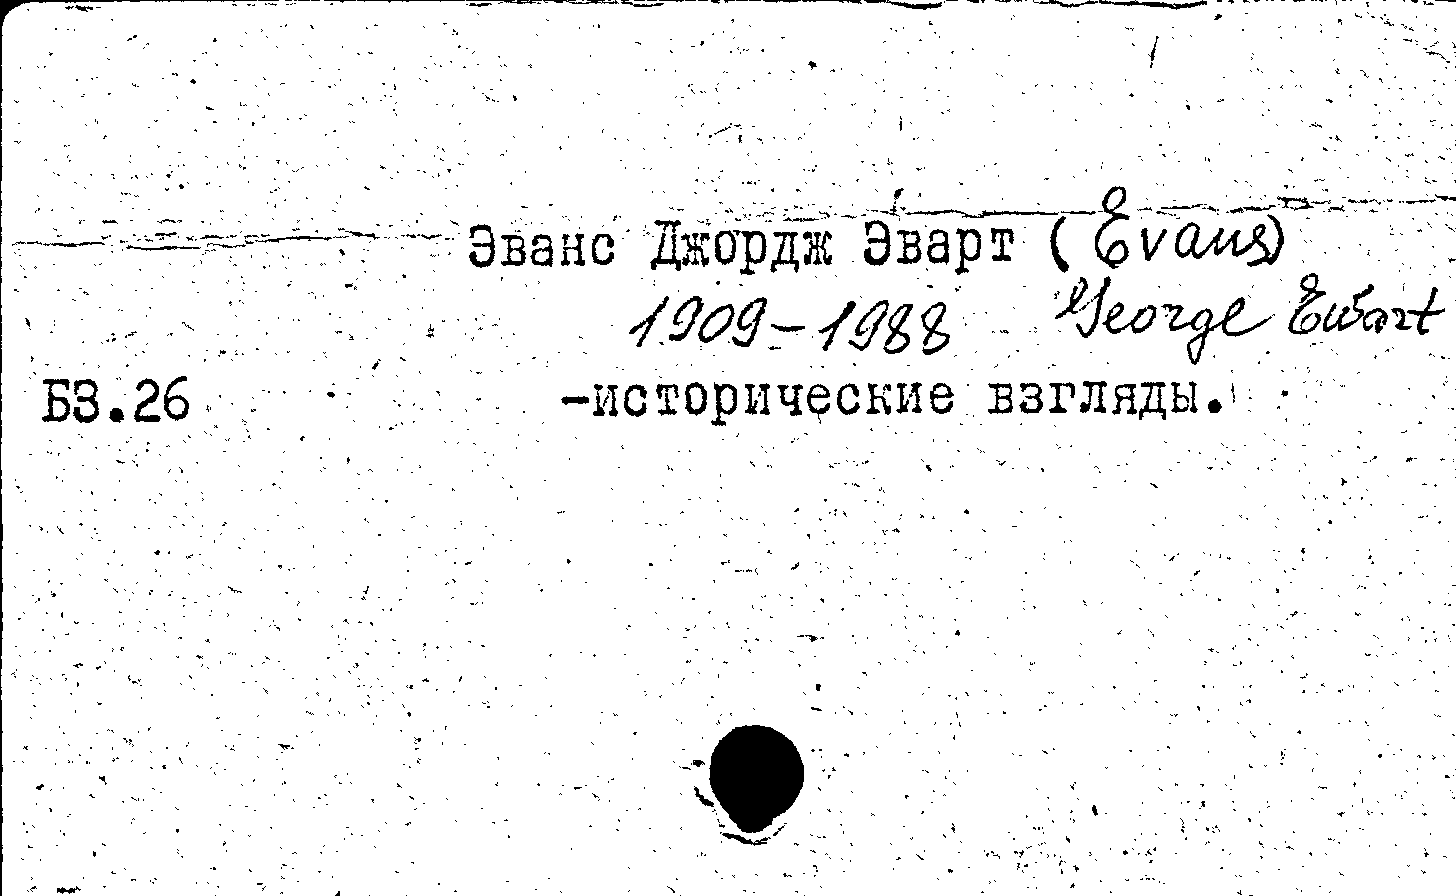 Эванс Джордж Эварт (Evans)
1909-1988 George Ewart
Б3.26 -исторические взгляды.